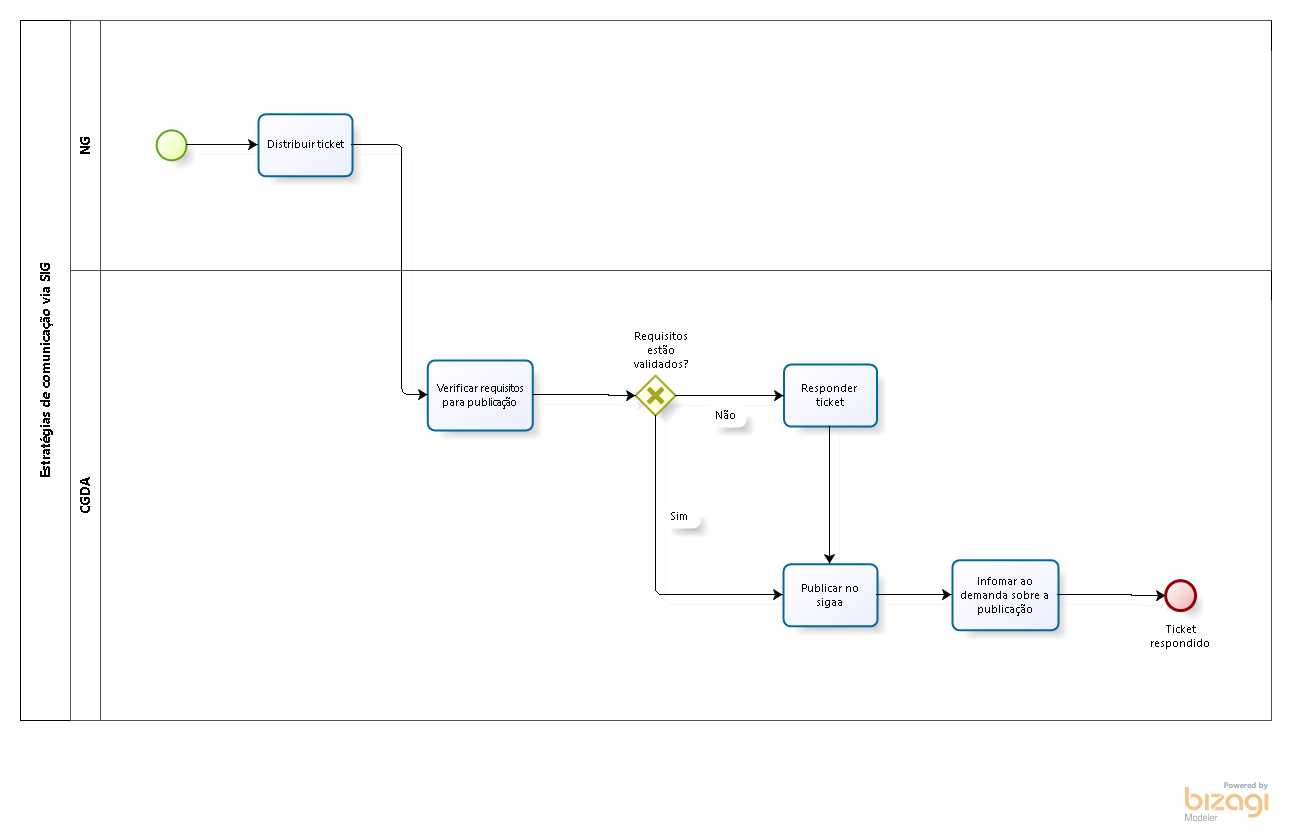 Estratégias de comunicação via SIG
NG
Distribuir ticket
CGDA
Verificar requisitos
para publicação
Requisitos
estão
validados?
Não
Sim
Responder
ticket
Publicar no
sigaa
Infomar ao
demanda sobre a
publicação
Ticket
respondido
Powered by
bizagi
Modeler